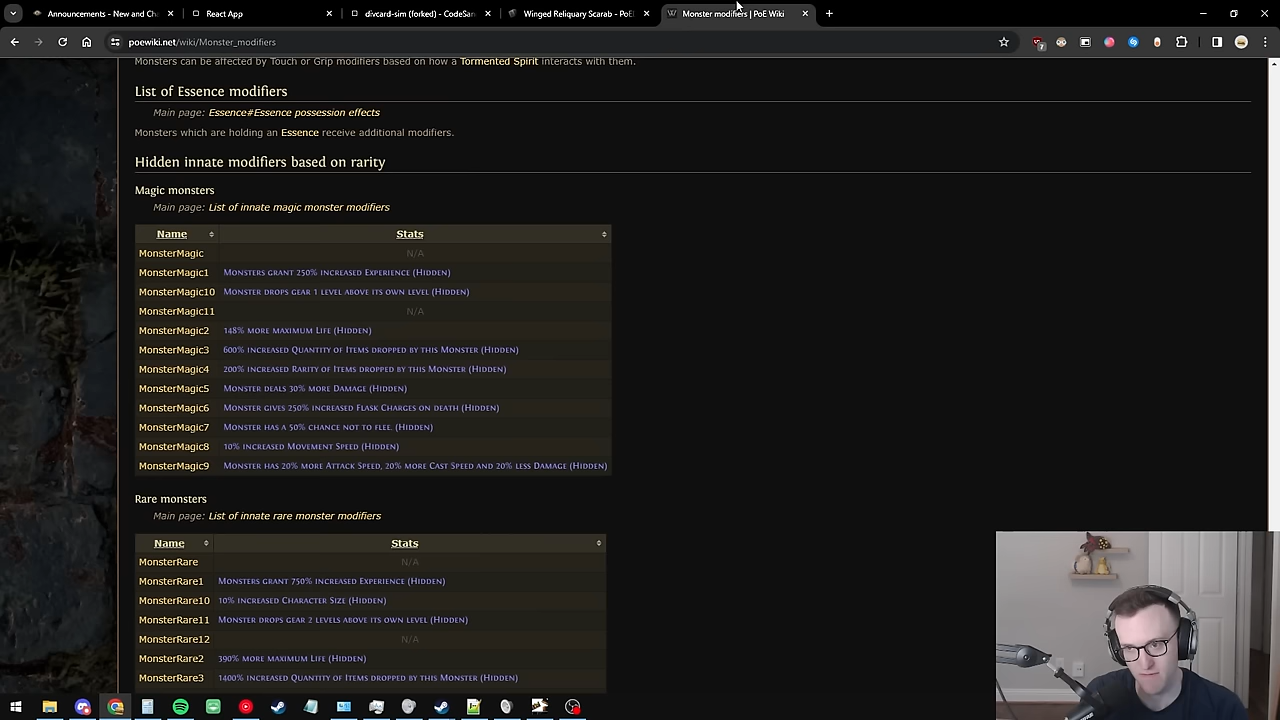 Announcements - New and Ch
React App
divcard-sim (forked) - CodeSan
Winged Reliquary Scarab - PoE
Monster modifiers | PoE Wiki
poewiki.net/wiki/Monster_modifiers
7
Monsters can be affected by Touch or Grip modifiers based on how a Tormented Spirit interacts with them.
List of Essence modifiers
Main page: Essence#Essence possession effects
Monsters which are holding an Essence receive additional modifiers.
Hidden innate modifiers based on rarity
Magic monsters
Main page: List of innate magic monster modifiers
Name Stats
MonsterMagic N/A
MonsterMagic1 Monsters grant 250% increased Experience (Hidden)
MonsterMagic10 Monster drops gear 1 level above its own level (Hidden)
MonsterMagic11 N/A
MonsterMagic2 148% more maximum Life (Hidden)
MonsterMagic3 600% increased Quantity of Items dropped by this Monster (Hidden)
MonsterMagic4 200% increased Rarity of Items dropped by this Monster (Hidden)
MonsterMagic5 Monster deals 30% more Damage (Hidden)
MonsterMagic6 Monster gives 250% increased Flask Charges on death (Hidden)
MonsterMagic7 Monster has a 50% chance not to flee. (Hidden)
MonsterMagic8 10% increased Movement Speed (Hidden)
MonsterMagic9 Monster has 20% more Attack Speed, 20% more Cast Speed and 20% less Damage (Hidden)
Rare monsters
Main page: List of innate rare monster modifiers
Name Stats
MonsterRare N/A
MonsterRare1 Monsters grant 750% increased Experience (Hidden)
MonsterRare10 10% increased Character Size (Hidden)
MonsterRare11 Monster drops gear 2 levels above its own level (Hidden)
MonsterRare12 N/A
MonsterRare2 390% more maximum Life (Hidden)
MonsterRare3 1400% increased Quantity of Items dropped by this Monster (Hidden)